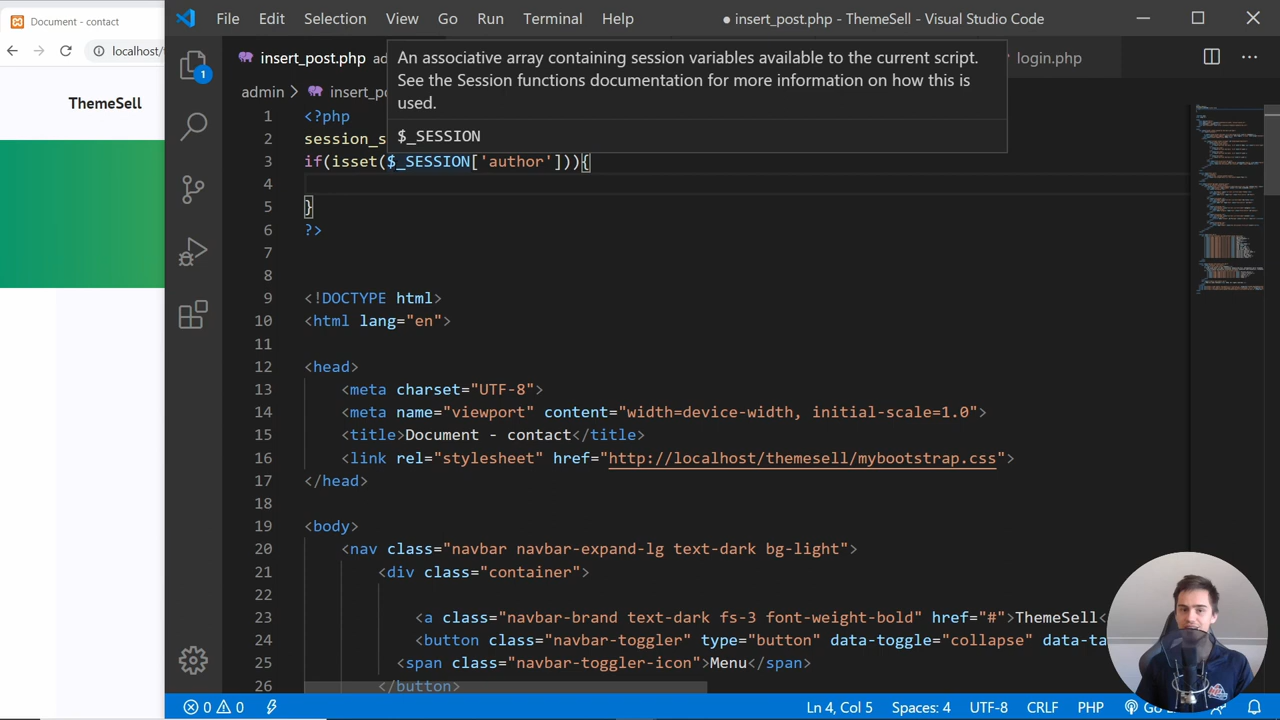 Document - contact
localhost/
ThemeSell
File Edit Selection View Go Run Terminal Help
● insert_post.php - ThemeSell - Visual Studio Code
insert_post.php
login.php
admin > insert_po
An associative array containing session variables available to the current script.
See the Session functions documentation for more information on how this is
used.
$_SESSION
1 <?php
2 session_s
3 if(isset($_SESSION['author'])){
4
5 }
6 ?>
7
8
9 <!DOCTYPE html>
10 <html lang="en">
11
12 <head>
13 <meta charset="UTF-8">
14 <meta name="viewport" content="width=device-width, initial-scale=1.0">
15 <title>Document - contact</title>
16 <link rel="stylesheet" href="http://localhost/themesell/mybootstrap.css">
17 </head>
18
19 <body>
20 <nav class="navbar navbar-expand-lg text-dark bg-light">
21 <div class="container">
22
23 <a class="navbar-brand text-dark fs-3 font-weight-bold" href="#">ThemeSell<
24 <button class="navbar-toggler" type="button" data-toggle="collapse" data-ta
25 <span class="navbar-toggler-icon">Menu</span>
26 </button>
1
0 0
Ln 4, Col 5 Spaces: 4 UTF-8 CRLF PHP Go